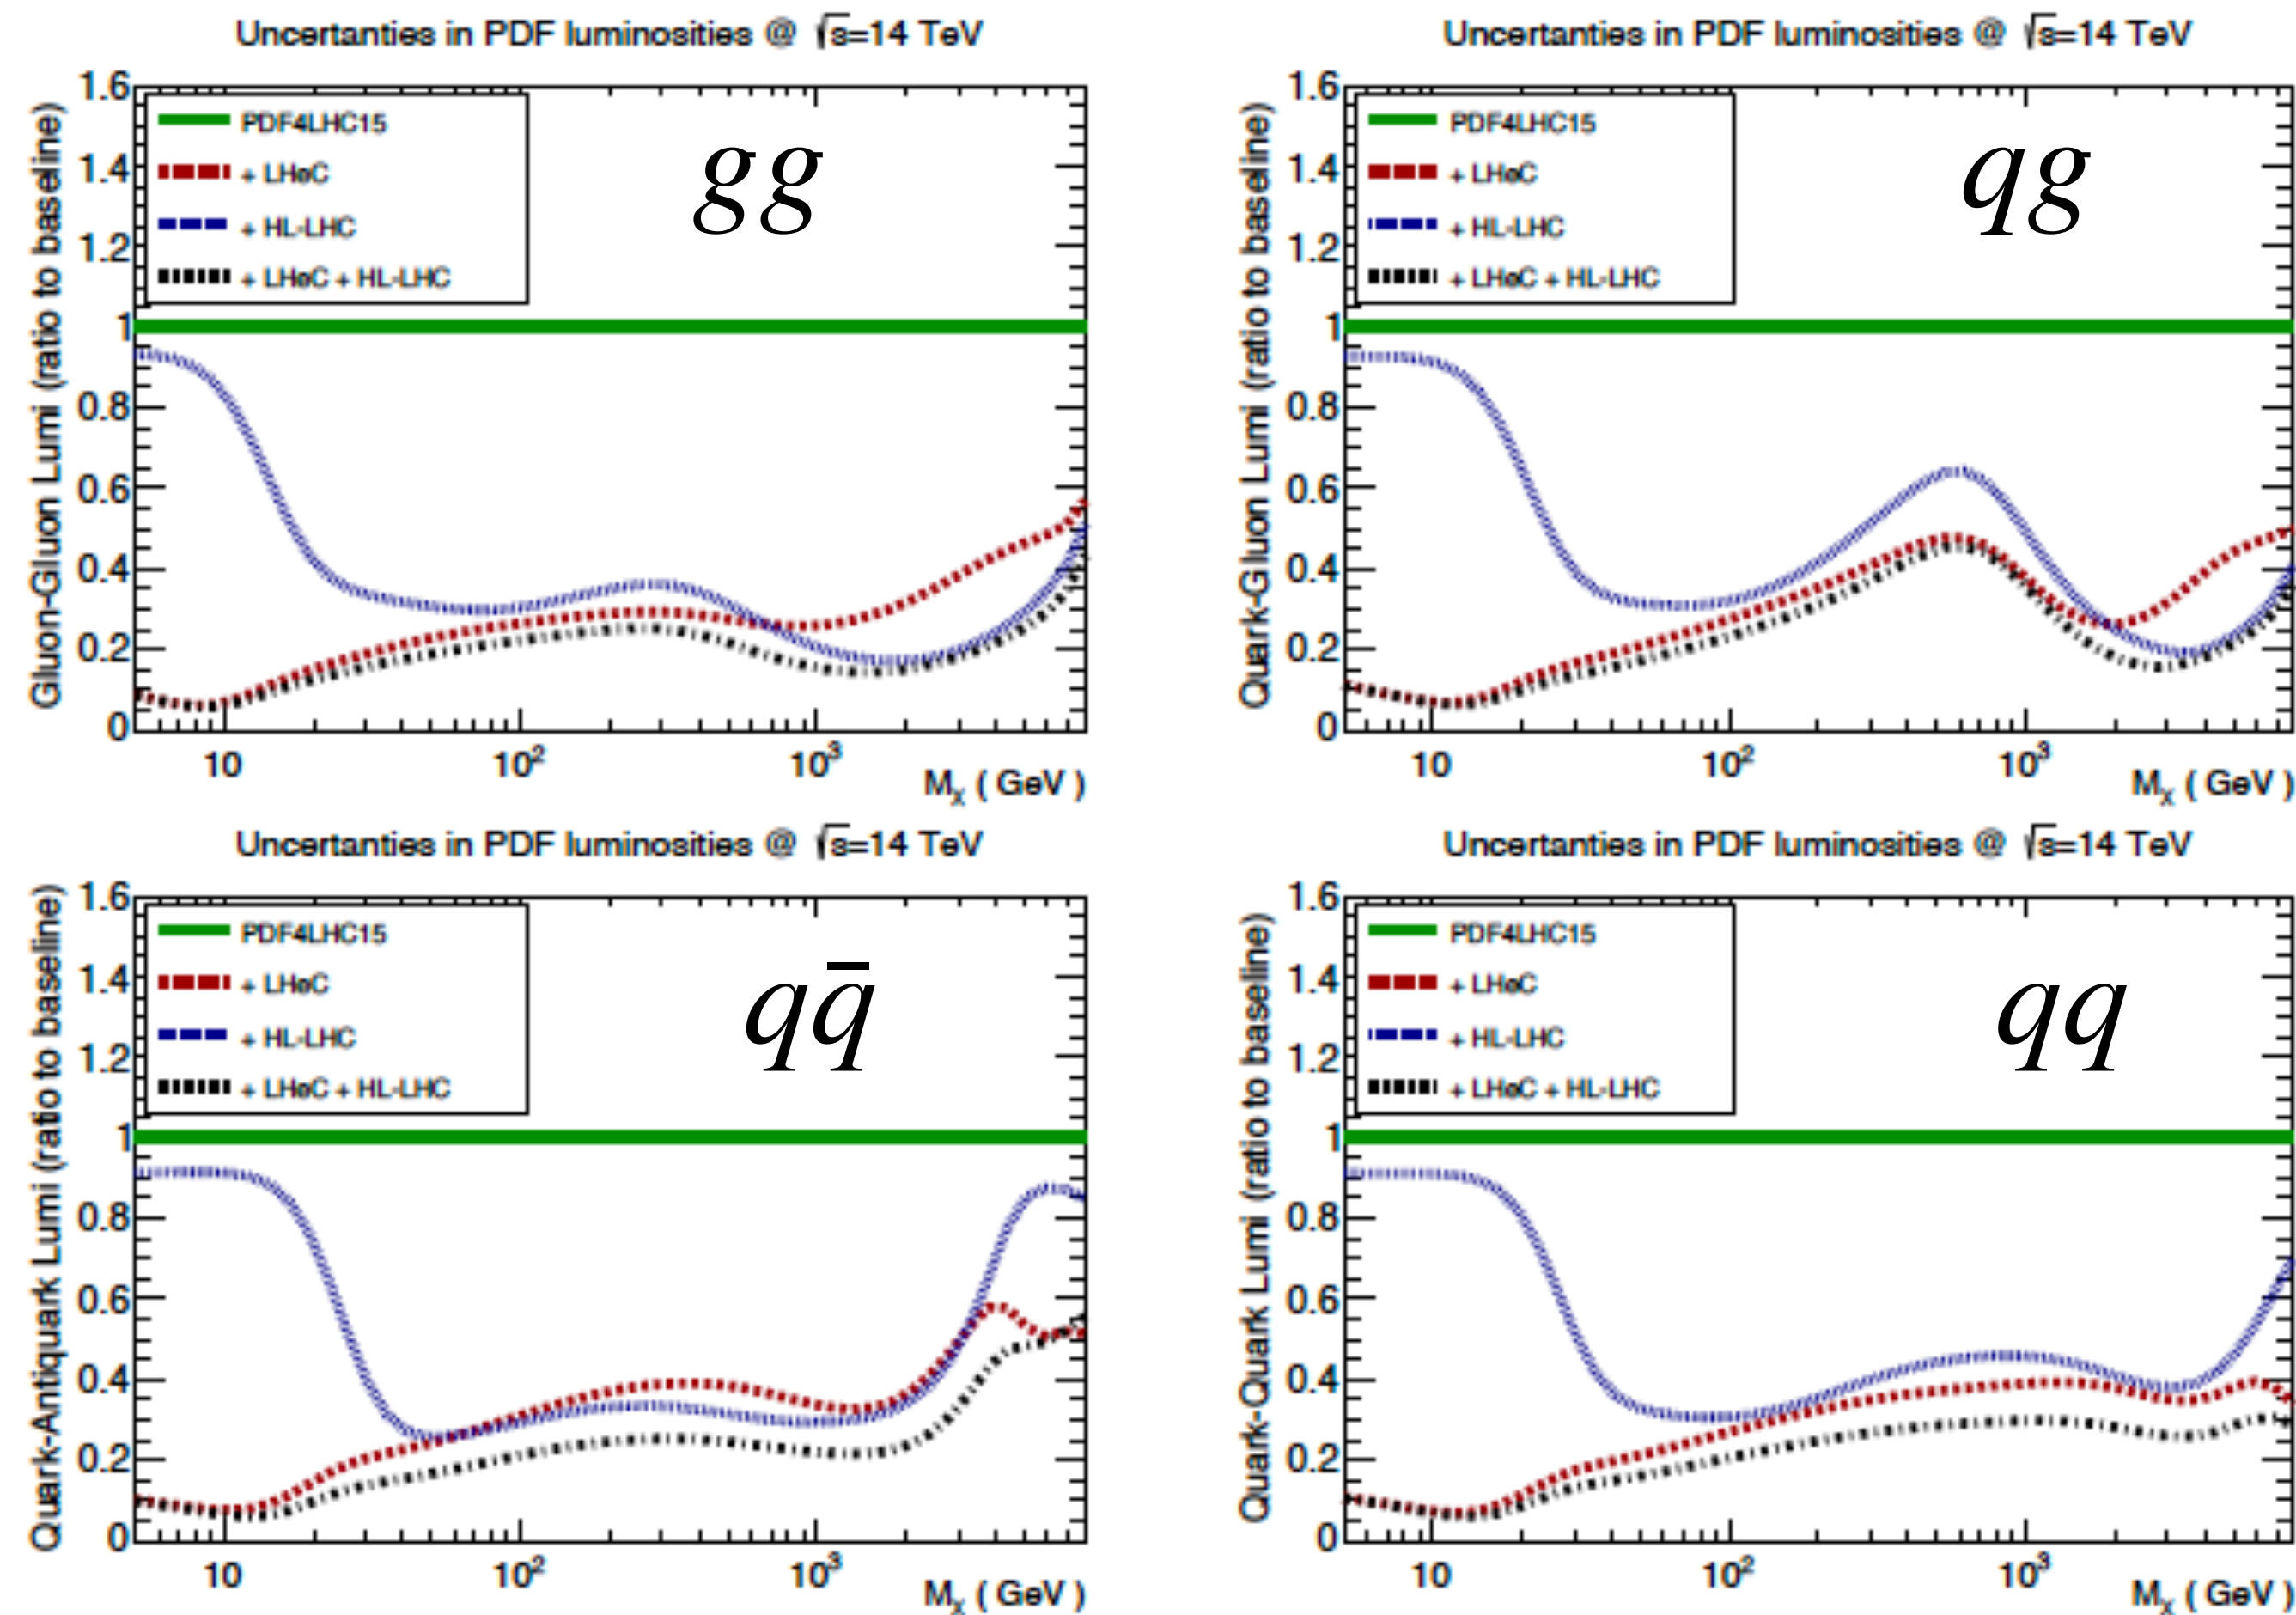 Uncertanties in PDF luminosities @ √s=14 TeV
Gluon-Gluon Lumi (ratio to baseline)
1.6
1.4
1.2
1
0.8
0.6
0.4
0.2
0
PDF4LHC15
+ LHeC
+ HL-LHC
+ LHeC + HL-LHC
gg
10
10²
10³
Mₓ ( GeV )
Uncertanties in PDF luminosities @ √s=14 TeV
Quark-Gluon Lumi (ratio to baseline)
1.6
1.4
1.2
1
0.8
0.6
0.4
0.2
0
PDF4LHC15
+ LHeC
+ HL-LHC
+ LHeC + HL-LHC
qg
10
10²
10³
Mₓ ( GeV )
Uncertanties in PDF luminosities @ √s=14 TeV
Quark-Antiquark Lumi (ratio to baseline)
1.6
1.4
1.2
1
0.8
0.6
0.4
0.2
0
PDF4LHC15
+ LHeC
+ HL-LHC
+ LHeC + HL-LHC
qq̄
10
10²
10³
Mₓ ( GeV )
Uncertanties in PDF luminosities @ √s=14 TeV
Quark-Quark Lumi (ratio to baseline)
1.6
1.4
1.2
1
0.8
0.6
0.4
0.2
0
PDF4LHC15
+ LHeC
+ HL-LHC
+ LHeC + HL-LHC
qq
10
10²
10³
Mₓ ( GeV )